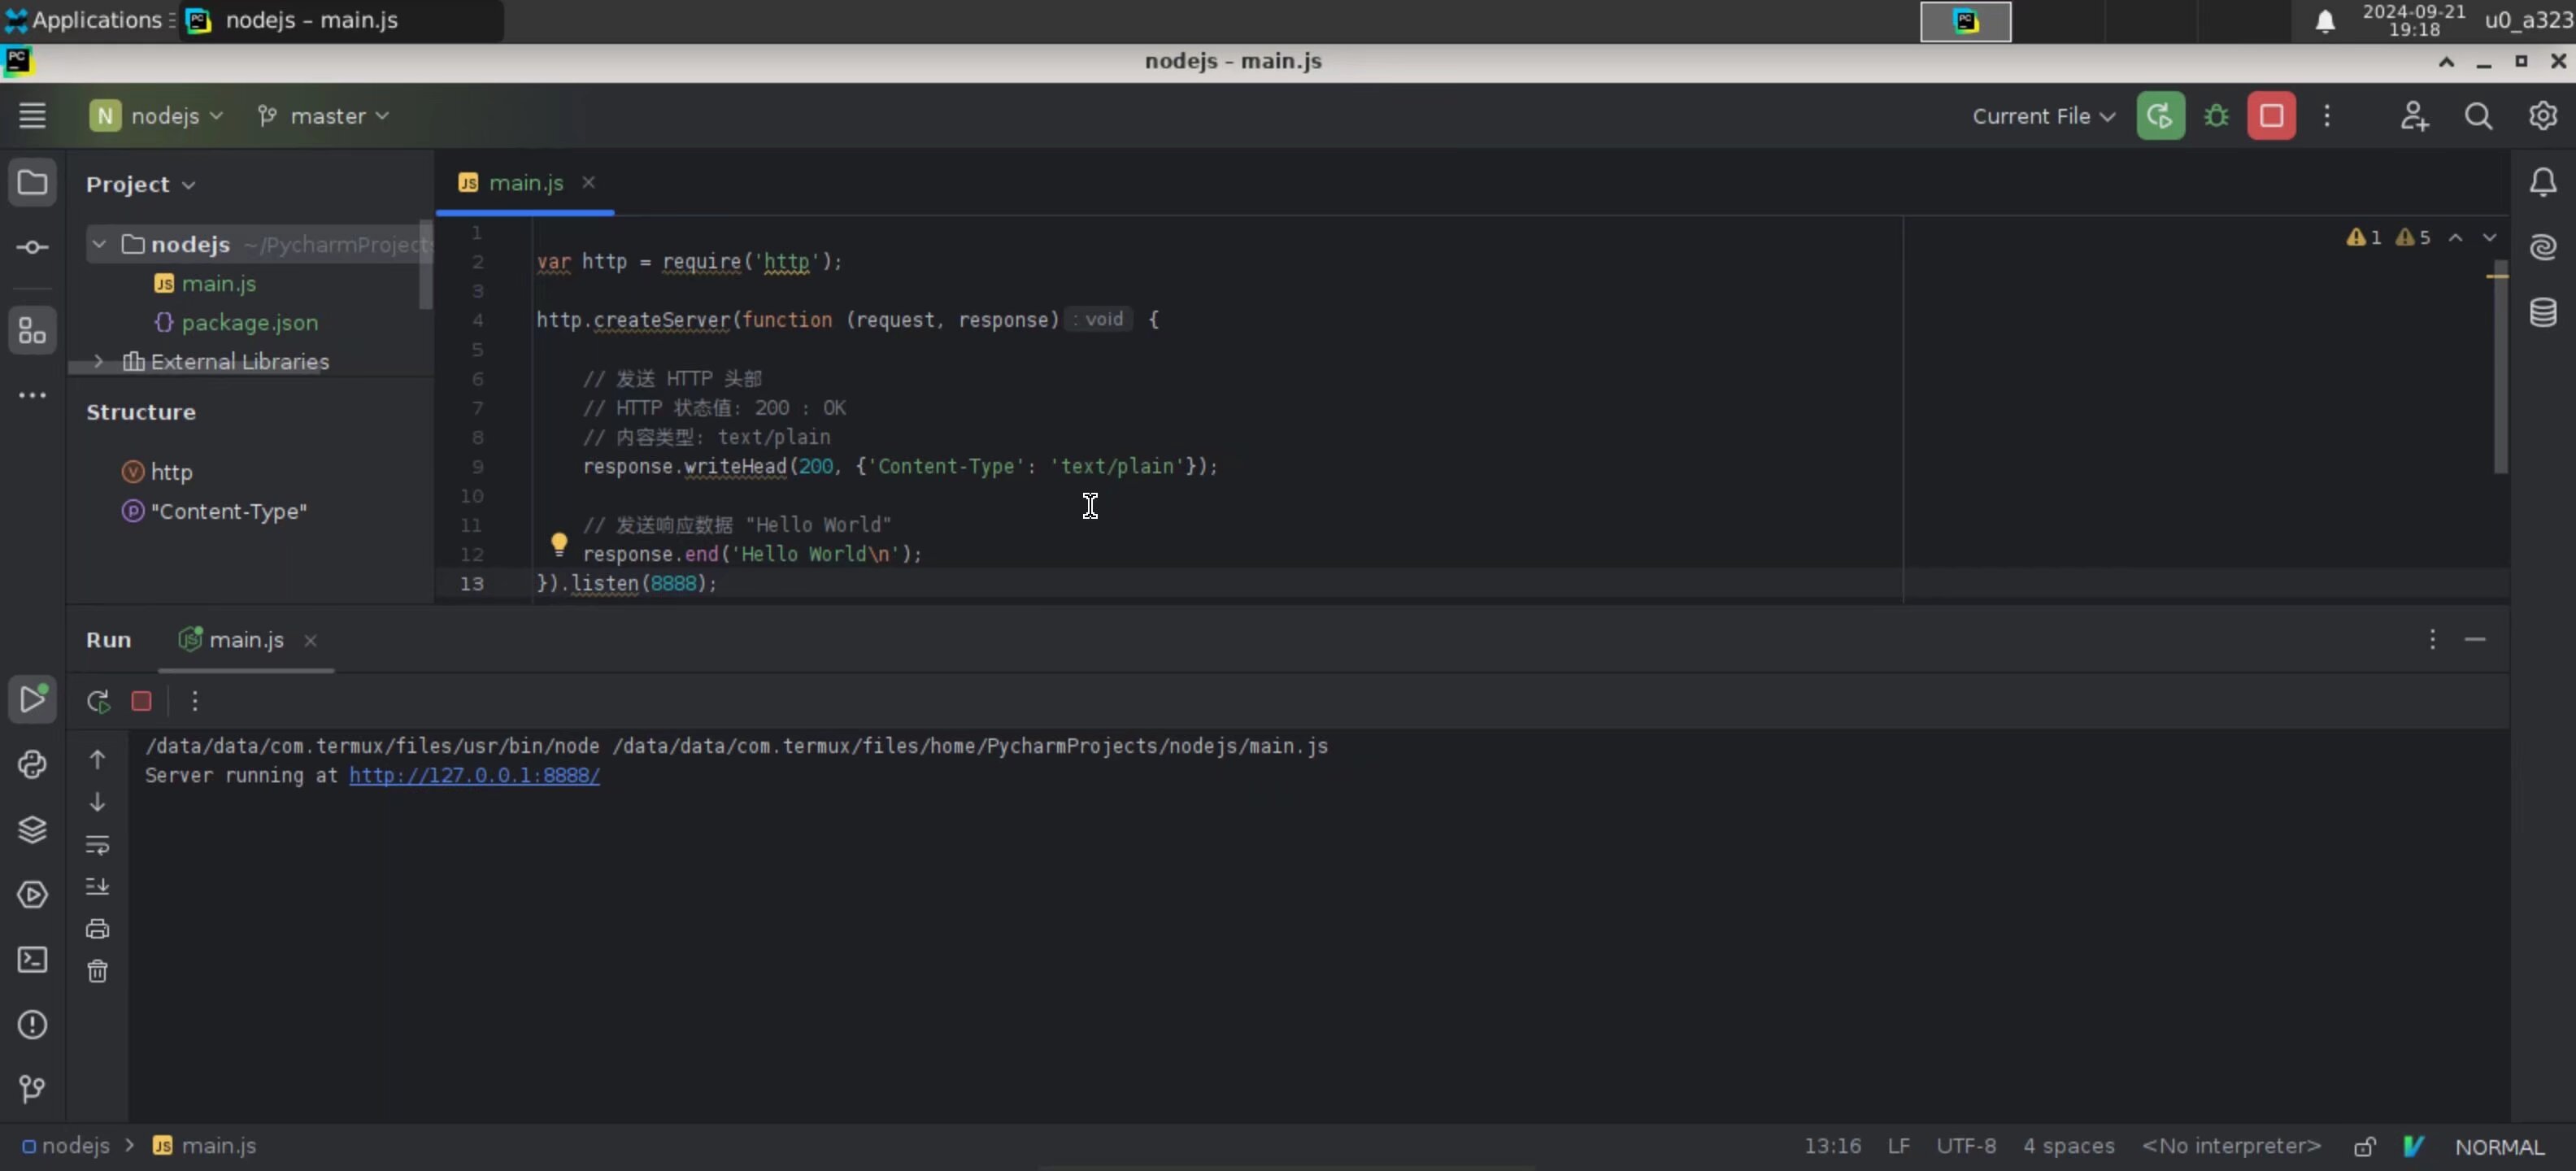 Applications
nodejs – main.js
2024-09-21
19:18
u0_a323
nodejs – main.js
N nodejs
master
Current File
Project
JS main.js
nodejs ~/PycharmProjects
JS main.js
{} package.json
External Libraries
Structure
v http
p "Content-Type"
1 5
1
2 var http = require('http');
3
4 http.createServer(function (request, response) : void {
5
6 // 发送 HTTP 头部
7 // HTTP 状态值: 200 : OK
8 // 内容类型: text/plain
9 response.writeHead(200, {'Content-Type': 'text/plain'});
10
11 // 发送响应数据 "Hello World"
12 response.end('Hello World\n');
13 }).listen(8888);
Run
main.js
/data/data/com.termux/files/usr/bin/node /data/data/com.termux/files/home/PycharmProjects/nodejs/main.js
Server running at http://127.0.0.1:8888/
nodejs > JS main.js
13:16
LF
UTF-8
4 spaces
<No interpreter>
NORMAL